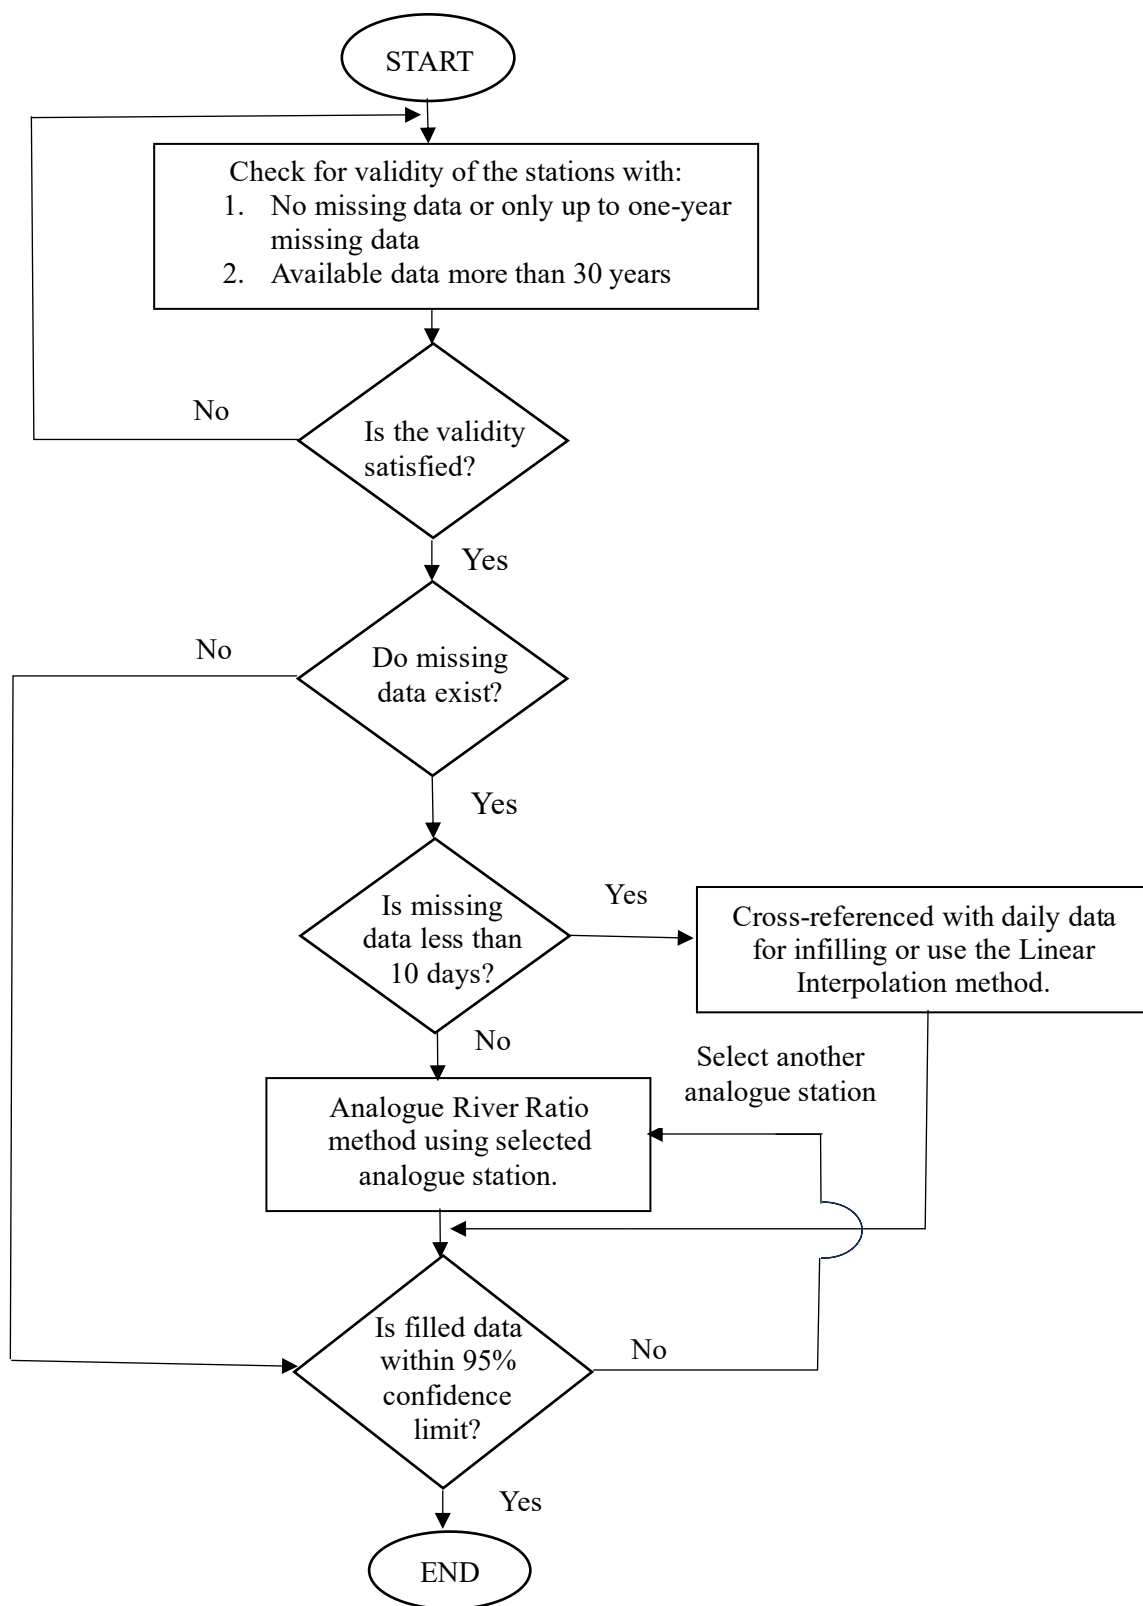 START
Check for validity of the stations with:
1. No missing data or only up to one-year
missing data
2. Available data more than 30 years
No
Is the validity
satisfied?
Yes
No
Do missing
data exist?
Yes
Is missing
data less than
10 days?
Yes
Cross-referenced with daily data
for infilling or use the Linear
Interpolation method.
No
Select another
analogue station
Analogue River Ratio
method using selected
analogue station.
Is filled data
within 95%
confidence
limit?
No
Yes
END